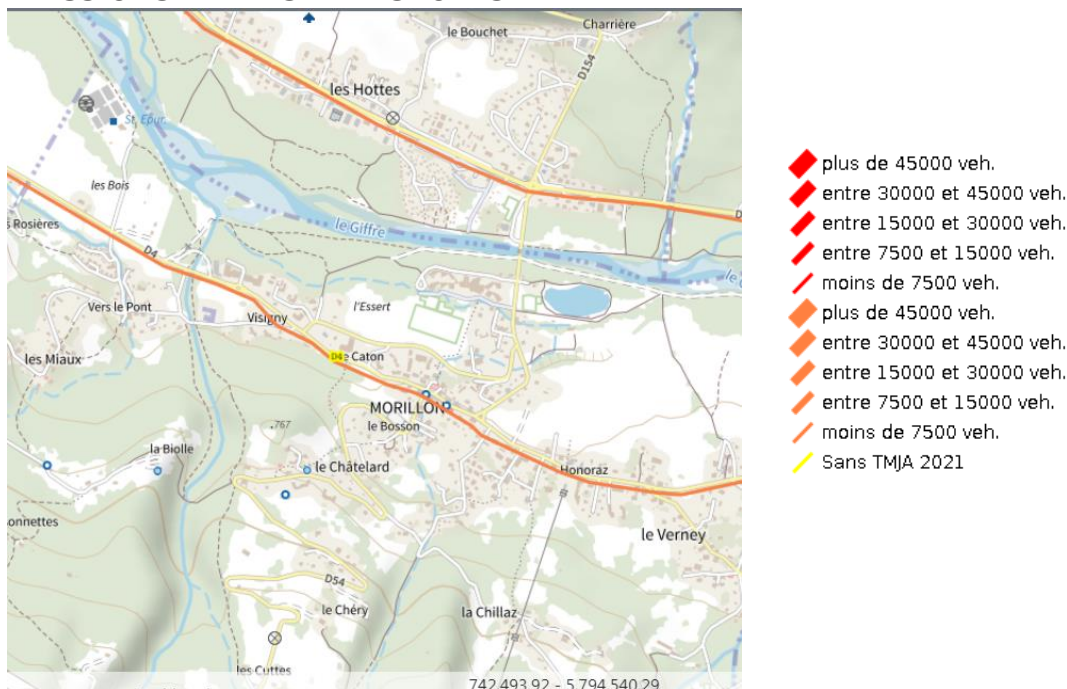 le Bouchet
Charrière
D154
les Hottes
St. Épur.
les Bois
s Rosières
le Giffre
D4
Vers le Pont
Visigny
l'Essert
les Miaux
D4
e Caton
MORILLON
le Bosson
.767
la Biolle
le Châtelard
Honoraz
onnettes
le Verney
D54
le Chéry
la Chillaz
les Cuttes
742 493,92 - 5 794 540,29
plus de 45000 veh.
entre 30000 et 45000 veh.
entre 15000 et 30000 veh.
entre 7500 et 15000 veh.
moins de 7500 veh.
plus de 45000 veh.
entre 30000 et 45000 veh.
entre 15000 et 30000 veh.
entre 7500 et 15000 veh.
moins de 7500 veh.
Sans TMJA 2021